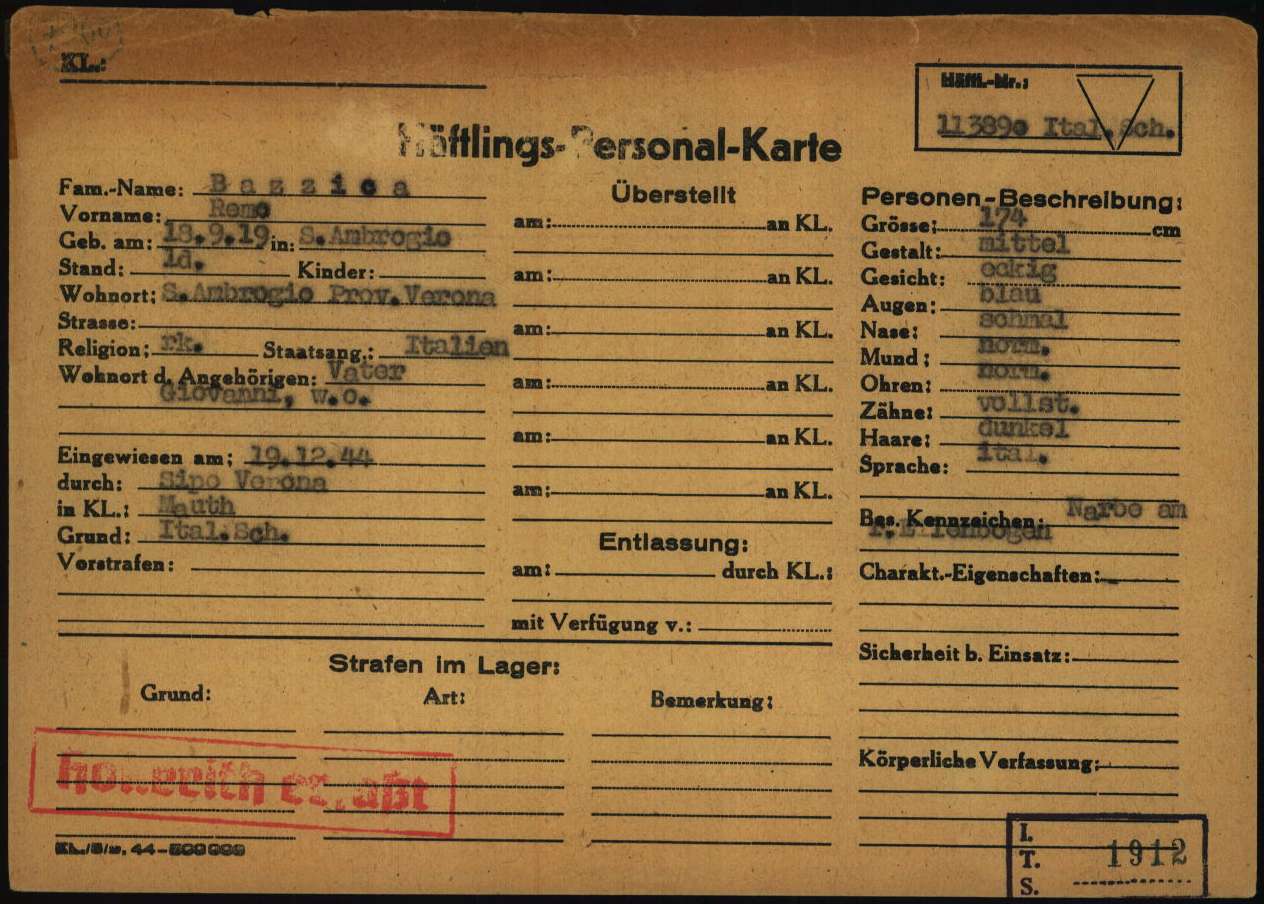 KL.:
Häftl.-Nr.:
113890 Ital. Sch.
Häftlings-Personal-Karte
Fam.-Name: Bazzica
Vorname: Remo
Geb. am: 18.9.19 in: S.Ambrogio
Stand: ld. Kinder:
Wohnort: S.Ambrogio Prov.Verona
Strasse:
Religion: rk. Staatsang.: Italien
Wohnort d. Angehörigen: Vater
Giovanni, w.o.
Eingewiesen am: 19.12.44
durch: Sipo Verona
in KL.: Mauth
Grund: Ital.Sch.
Vorstrafen:
Überstellt
am: an KL.
am: an KL.
am: an KL.
am: an KL.
am: an KL.
am: an KL.
Entlassung:
am: durch KL.:
mit Verfügung v.:
Personen-Beschreibung:
Grösse: 174 cm
Gestalt: mittel
Gesicht: eckig
Augen: blau
Nase: schmal
Mund: norm.
Ohren: norm.
Zähne: vollst.
Haare: dunkel
Sprache: ital.
Bes. Kennzeichen: Narbe am
r.Ellenbogen
Charakt.-Eigenschaften:
Sicherheit b. Einsatz:
Körperliche Verfassung:
Strafen im Lager:
Grund: Art: Bemerkung:
hollerith erfaßt
I.
T. 1912
S.